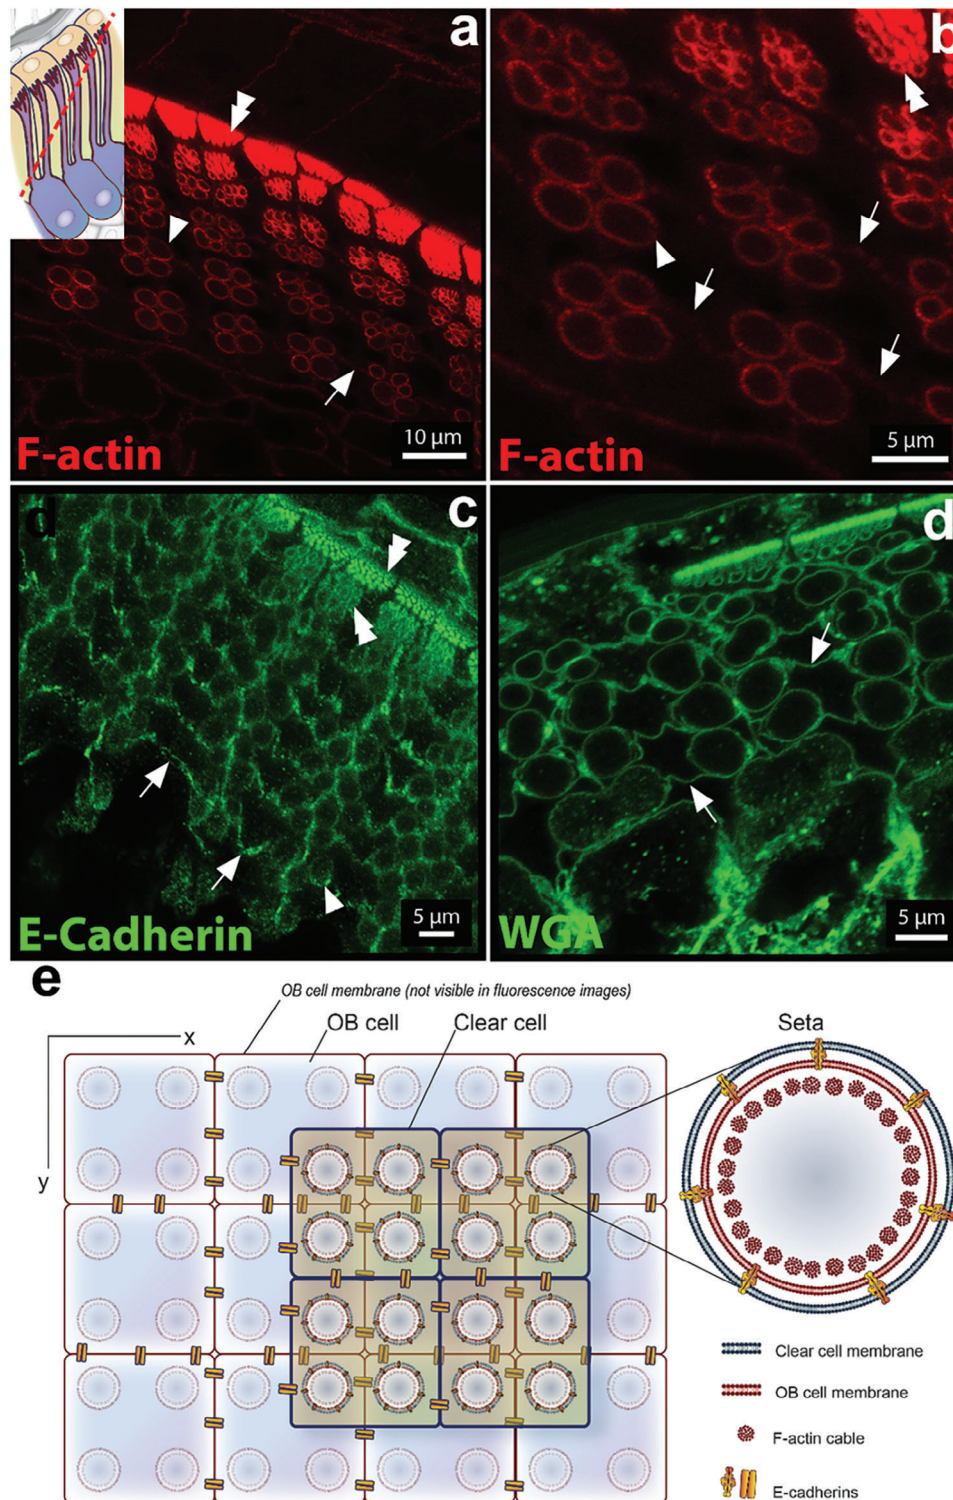 a
b
F-actin
10 µm
F-actin
5 µm
d
c
d
E-Cadherin
5 µm
WGA
5 µm
e
OB cell membrane (not visible in fluorescence images)
OB cell
Clear cell
Seta
x
y
Clear cell membrane
OB cell membrane
F-actin cable
E-cadherins